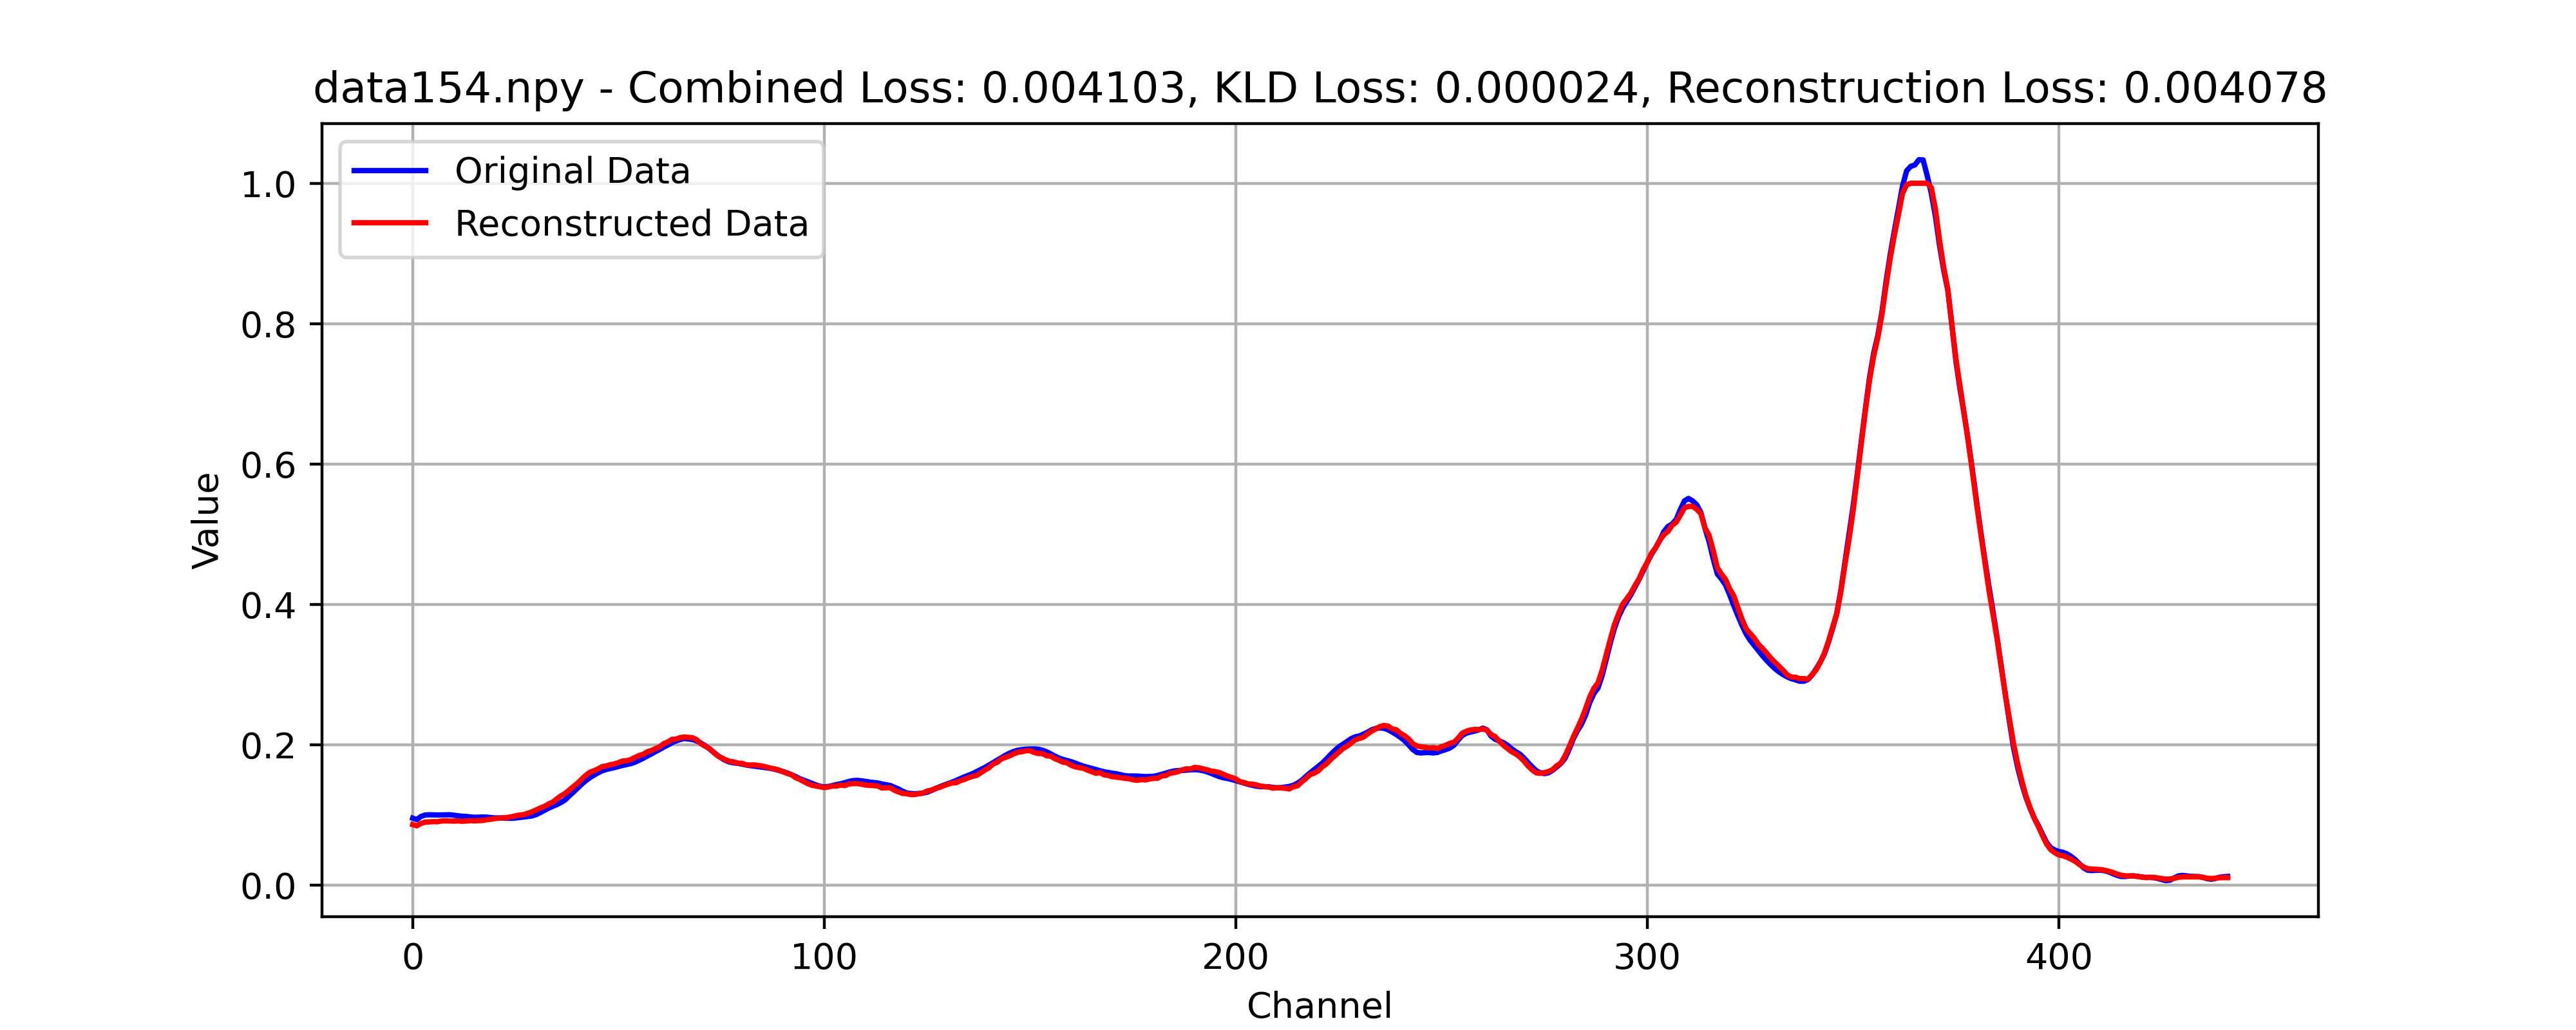 data154.npy - Combined Loss: 0.004103, KLD Loss: 0.000024, Reconstruction Loss: 0.004078
Original Data
Reconstructed Data
1.0
0.8
0.6
0.4
0.2
0.0
Value
0 100 200 300 400
Channel